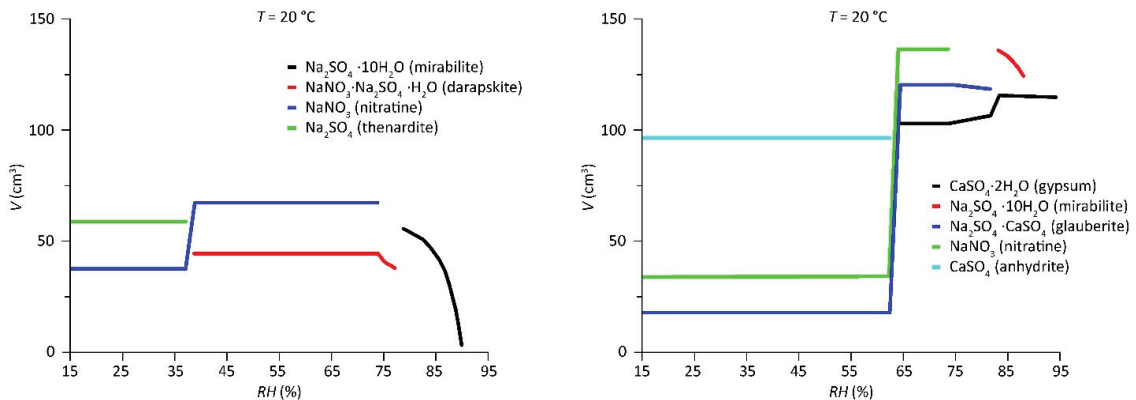 T = 20 °C
150
100
50
0
V (cm³)
Na₂SO₄ ·10H₂O (mirabilite)
NaNO₃·Na₂SO₄ ·H₂O (darapskite)
NaNO₃ (nitratine)
Na₂SO₄ (thenardite)
15 25 35 45 55 65 75 85 95
RH (%)
T = 20 °C
150
100
50
0
V (cm³)
CaSO₄·2H₂O (gypsum)
Na₂SO₄ ·10H₂O (mirabilite)
Na₂SO₄ ·CaSO₄ (glauberite)
NaNO₃ (nitratine)
CaSO₄ (anhydrite)
15 25 35 45 55 65 75 85 95
RH (%)